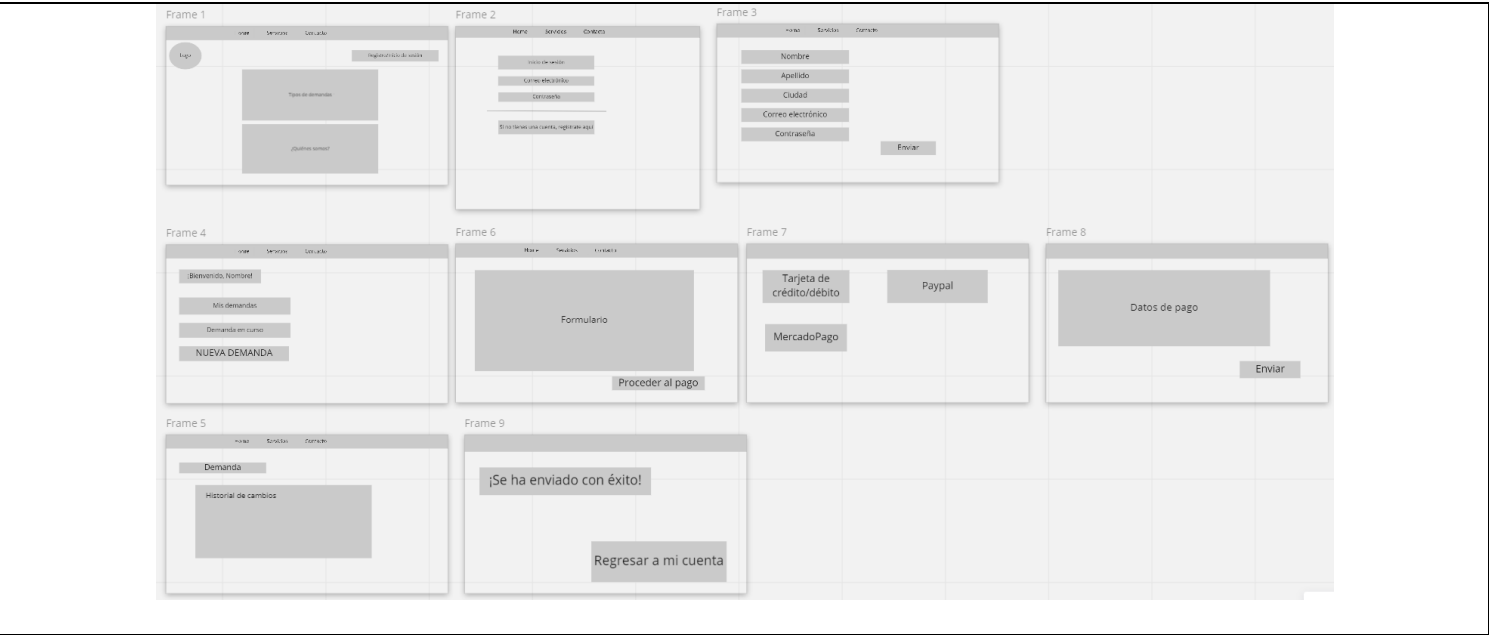 Frame 1
Home Servicios Contacto
Logo
Registro/Inicio de sesión
Tipos de demandas
¿Quiénes somos?
Frame 2
Home Servicios Contacto
Inicio de sesión
Correo electrónico
Contraseña
Si no tienes una cuenta, regístrate aquí
Frame 3
Home Servicios Contacto
Nombre
Apellido
Ciudad
Correo electrónico
Contraseña
Enviar
Frame 4
Home Servicios Contacto
¡Bienvenido, Nombre!
Mis demandas
Demanda en curso
NUEVA DEMANDA
Frame 6
Home Servicios Contacto
Formulario
Proceder al pago
Frame 7
Tarjeta de
crédito/débito
Paypal
MercadoPago
Frame 8
Datos de pago
Enviar
Frame 5
Home Servicios Contacto
Demanda
Historial de cambios
Frame 9
¡Se ha enviado con éxito!
Regresar a mi cuenta